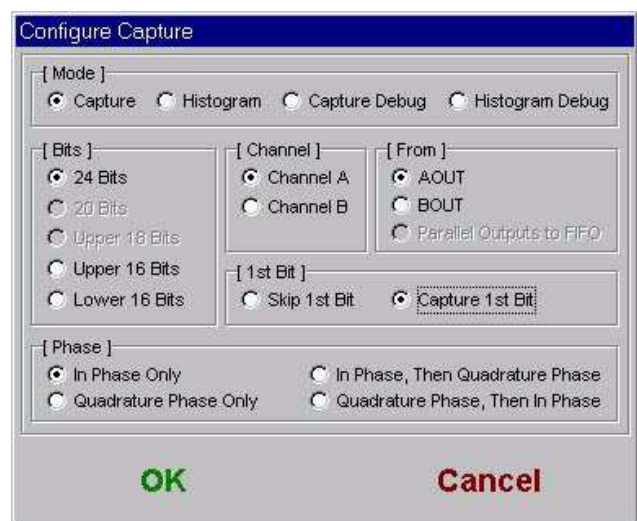 Configure Capture
[ Mode ]
Capture Histogram Capture Debug Histogram Debug
[ Bits ]
24 Bits
20 Bits
Upper 18 Bits
Upper 16 Bits
Lower 16 Bits
[ Channel ]
Channel A
Channel B
[ From ]
AOUT
BOUT
Parallel Outputs to FIFO
[ 1st Bit ]
Skip 1st Bit Capture 1st Bit
[ Phase ]
In Phase Only In Phase, Then Quadrature Phase
Quadrature Phase Only Quadrature Phase, Then In Phase
OK Cancel